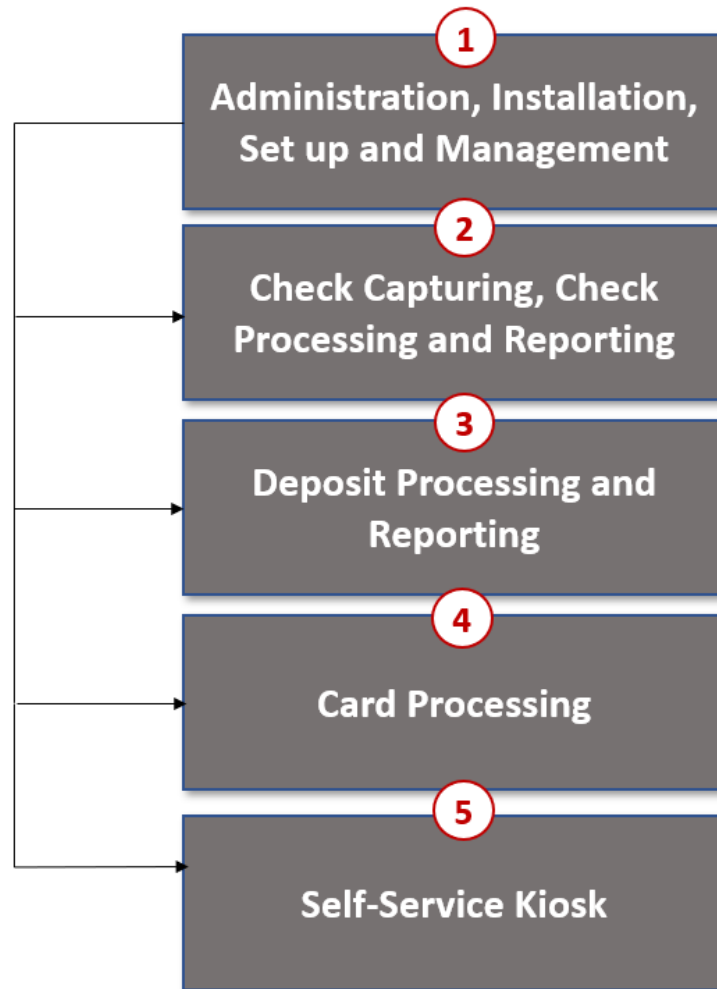 1
Administration, Installation,
Set up and Management
2
Check Capturing, Check
Processing and Reporting
3
Deposit Processing and
Reporting
4
Card Processing
5
Self-Service Kiosk